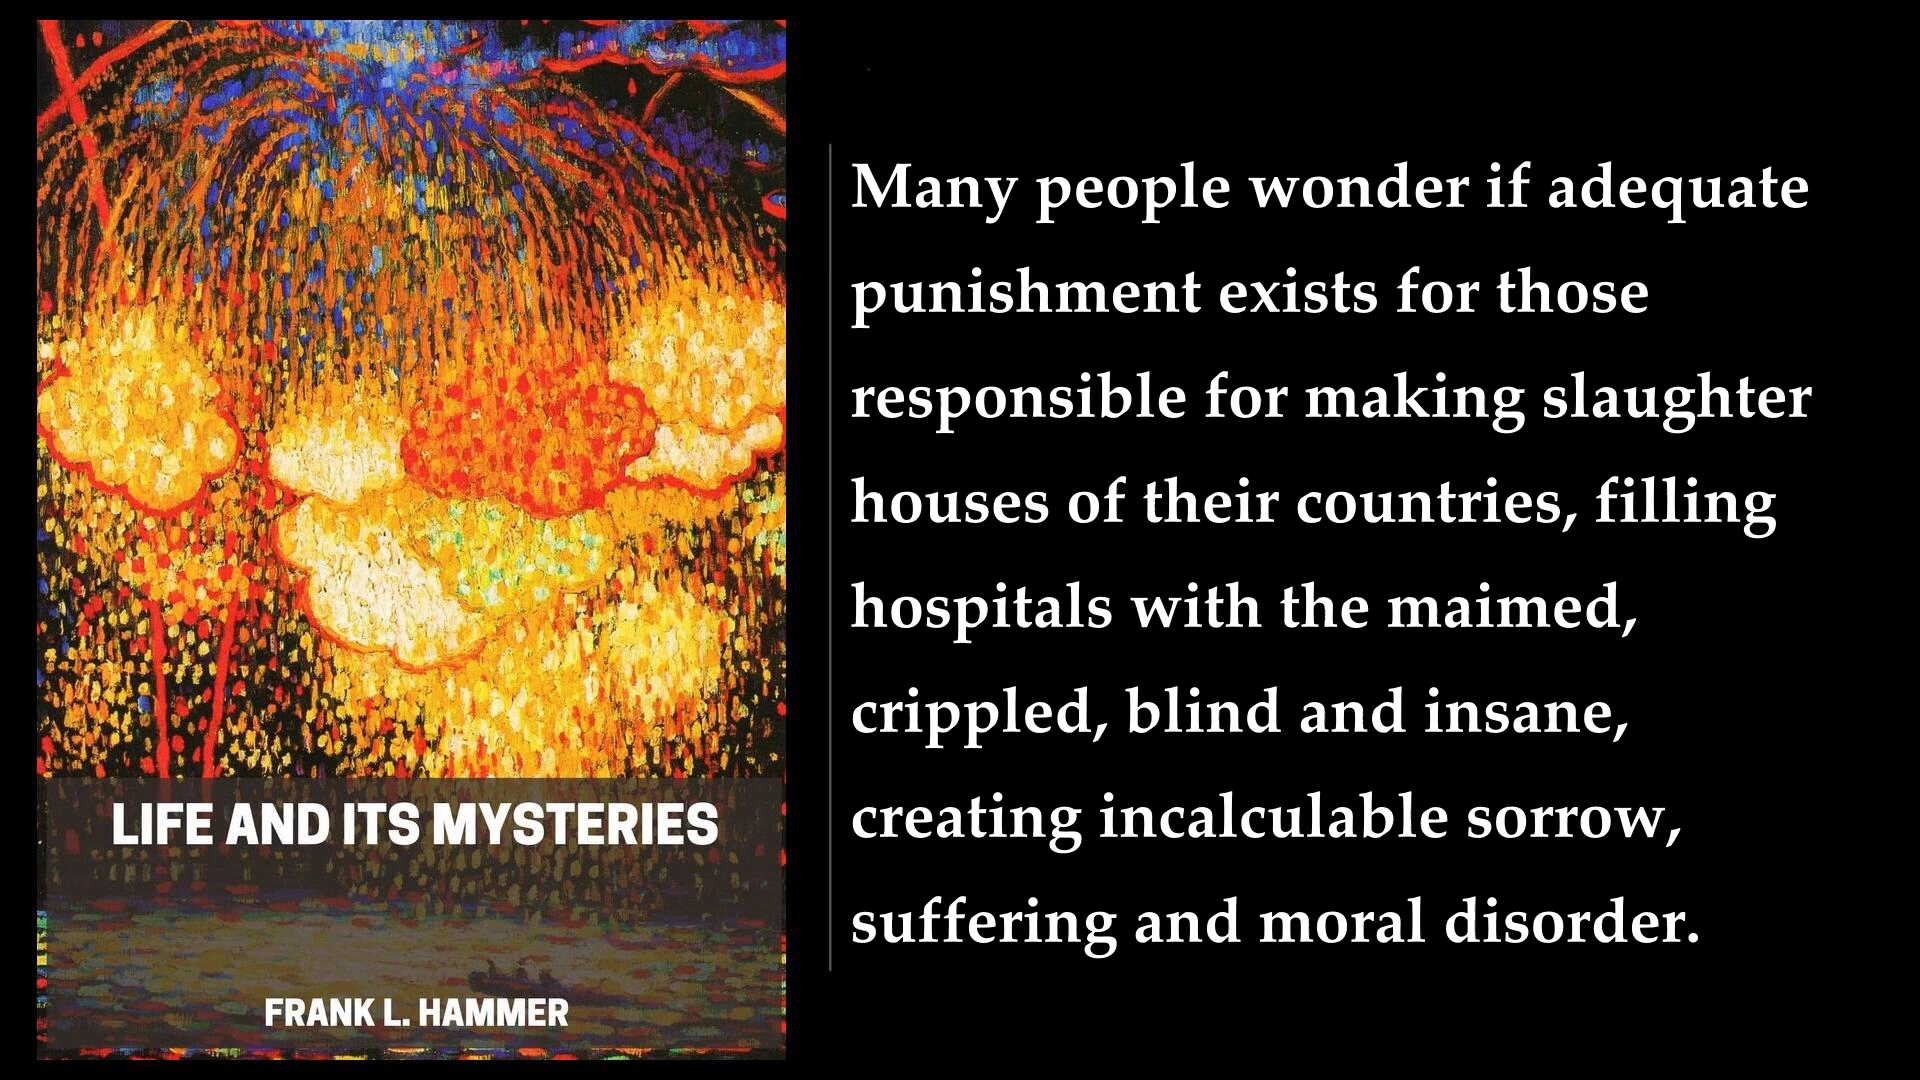 LIFE AND ITS MYSTERIES
FRANK L. HAMMER
Many people wonder if adequate
punishment exists for those
responsible for making slaughter
houses of their countries, filling
hospitals with the maimed,
crippled, blind and insane,
creating incalculable sorrow,
suffering and moral disorder.